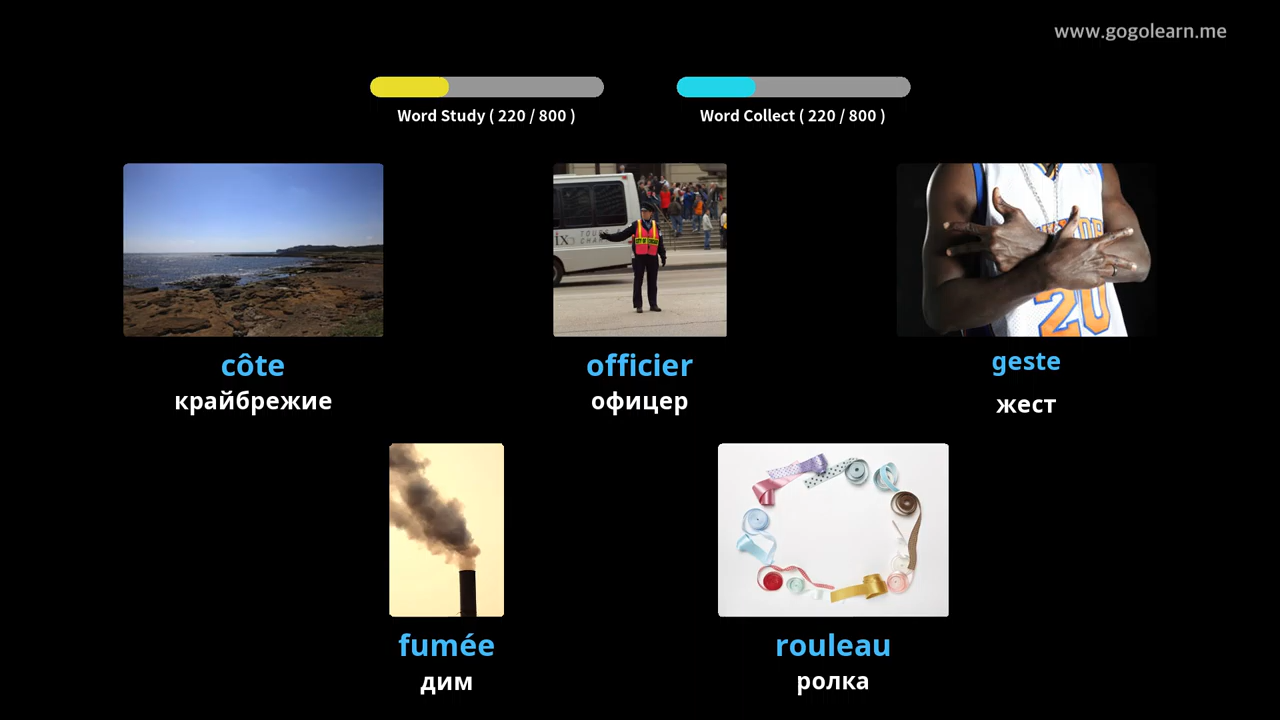 www.gogolearn.me
Word Study ( 220 / 800 )
Word Collect ( 220 / 800 )
côte
крайбрежие
officier
офицер
geste
жест
20
fumée
дим
rouleau
ролка